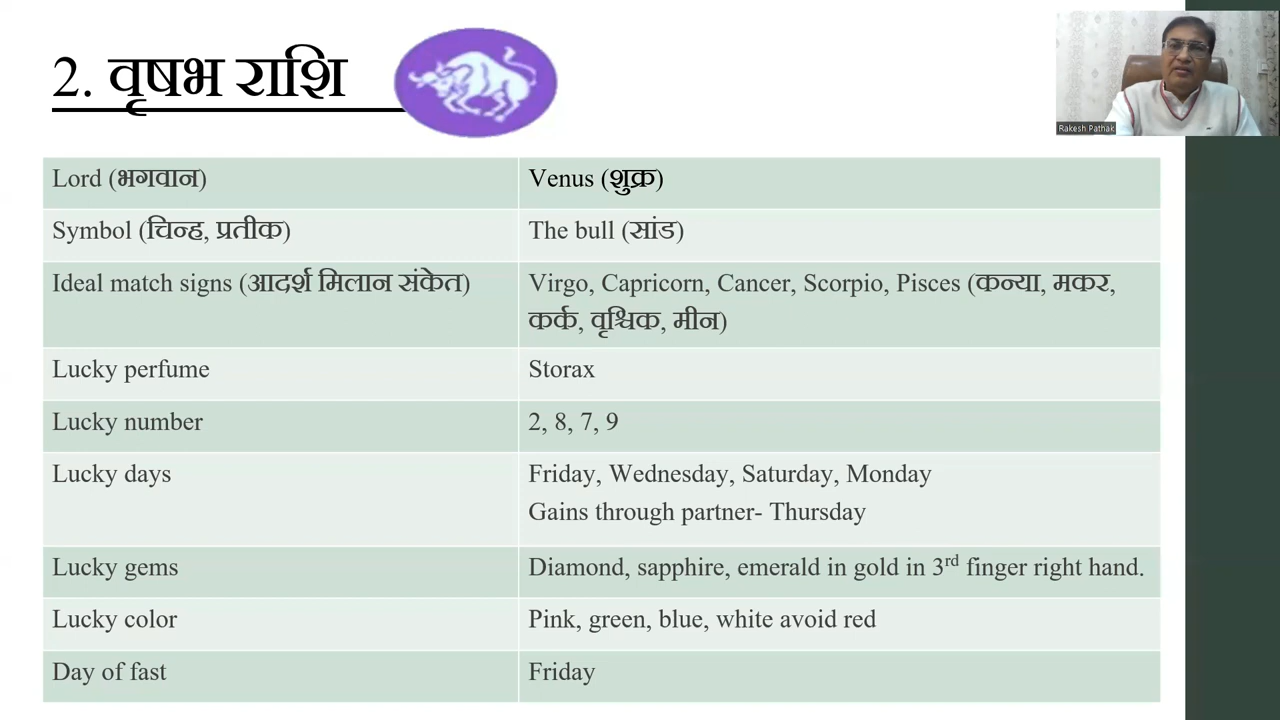 2. वृषभ राशि
Rakesh Pathak
Lord (भगवान)
Venus (शुक्र)
Symbol (चिन्ह, प्रतीक)
The bull (सांड)
Ideal match signs (आदर्श मिलान संकेत)
Virgo, Capricorn, Cancer, Scorpio, Pisces (कन्या, मकर,
कर्क, वृश्चिक, मीन)
Lucky perfume
Storax
Lucky number
2, 8, 7, 9
Lucky days
Friday, Wednesday, Saturday, Monday
Gains through partner- Thursday
Lucky gems
Diamond, sapphire, emerald in gold in 3rd finger right hand.
Lucky color
Pink, green, blue, white avoid red
Day of fast
Friday